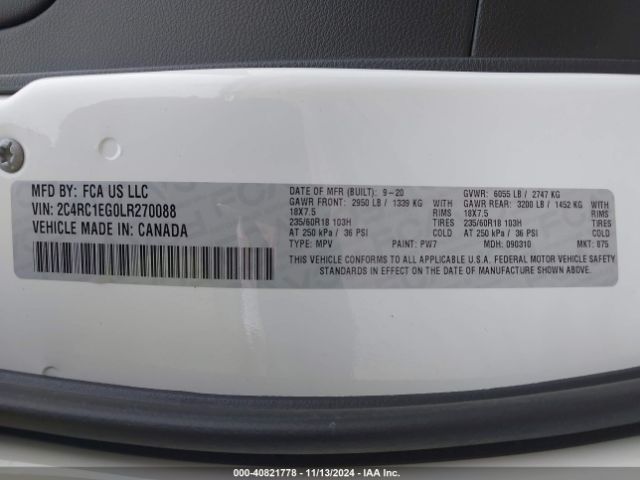 MFD BY: FCA US LLC
VIN: 2C4RC1EG0LR270088
VEHICLE MADE IN: CANADA
DATE OF MFR (BUILT): 9-20 GVWR: 6055 LB / 2747 KG
GAWR FRONT: 2950 LB / 1339 KG WITH GAWR REAR: 3200 LB / 1452 KG WITH
18X7.5 RIMS 18X7.5 RIMS
235/60R18 103H TIRES 235/60R18 103H TIRES
AT 250 kPa / 36 PSI COLD AT 250 kPa / 36 PSI COLD
TYPE: MPV PAINT: PW7 MDH: 090310 MKT: 875
THIS VEHICLE CONFORMS TO ALL APPLICABLE U.S.A. FEDERAL MOTOR VEHICLE SAFETY
STANDARDS IN EFFECT ON THE DATE OF MANUFACTURE SHOWN ABOVE.
000-40821778 - 11/13/2024 - IAA Inc.